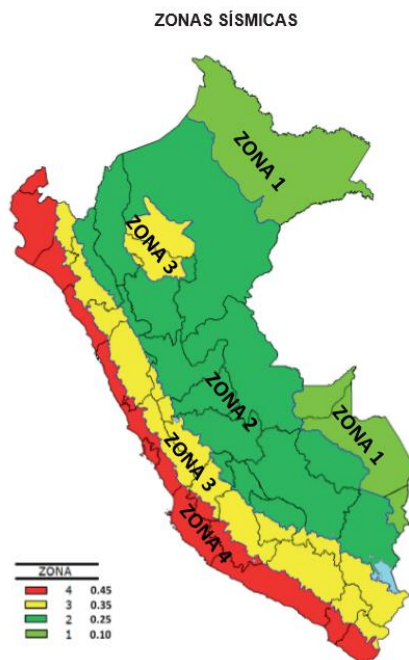 ZONAS SÍSMICAS
ZONA 1
ZONA 3
ZONA 2
ZONA 1
ZONA 3
ZONA 4
ZONA
4 0.45
3 0.35
2 0.25
1 0.10